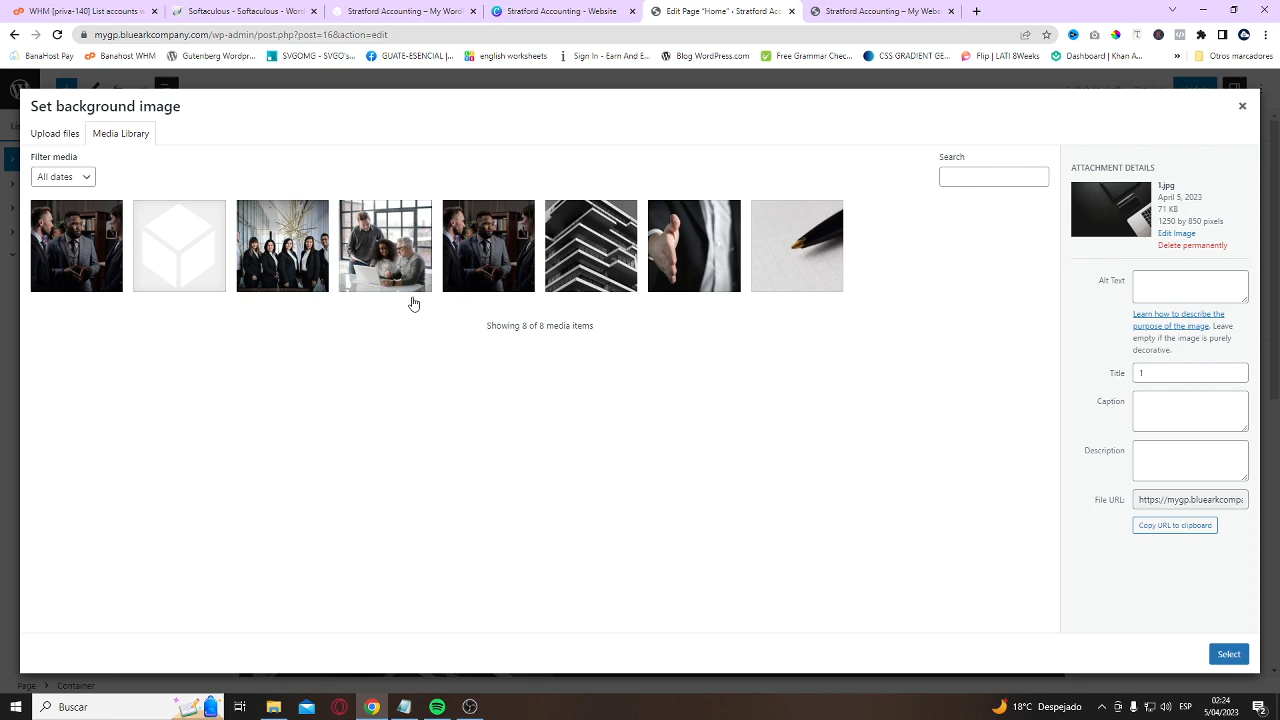 WHM [priva-140] List accounts w
Softaculous - Softaculous - Word
Stratford Accounting – My WordP
Stratford Accounting - Website
Edit Page "Home" ‹ Stratford Acc
Stratford Accounting – My Webs
mygp.bluearkcompany.com/wp-admin/post.php?post=16&action=edit
BanaHost Cp
BanaHost WHM
Gutenberg Wordpr...
SVGOMG - SVGO's...
GUATE-ESENCIAL |...
english worksheets
Sign In - Earn And E...
Blog WordPress.com
Free Grammar Chec...
CSS GRADIENT GE...
Flip | LATI 8Weeks
Dashboard | Khan A...
»
Otros marcadores
Set background image
Upload files
Media Library
Filter media
All dates
Search
ATTACHMENT DETAILS
1.jpg
April 5, 2023
71 KB
1250 by 850 pixels
Edit Image
Delete permanently
Alt Text
Learn how to describe the
purpose of the image. Leave
empty if the image is purely
decorative.
Title
1
Caption
Description
File URL:
https://mygp.bluearkcompa
Copy URL to clipboard
Showing 8 of 8 media items
Select
Page › Container
Buscar
18°C Despejado
ESP
02:24
5/04/2023
2